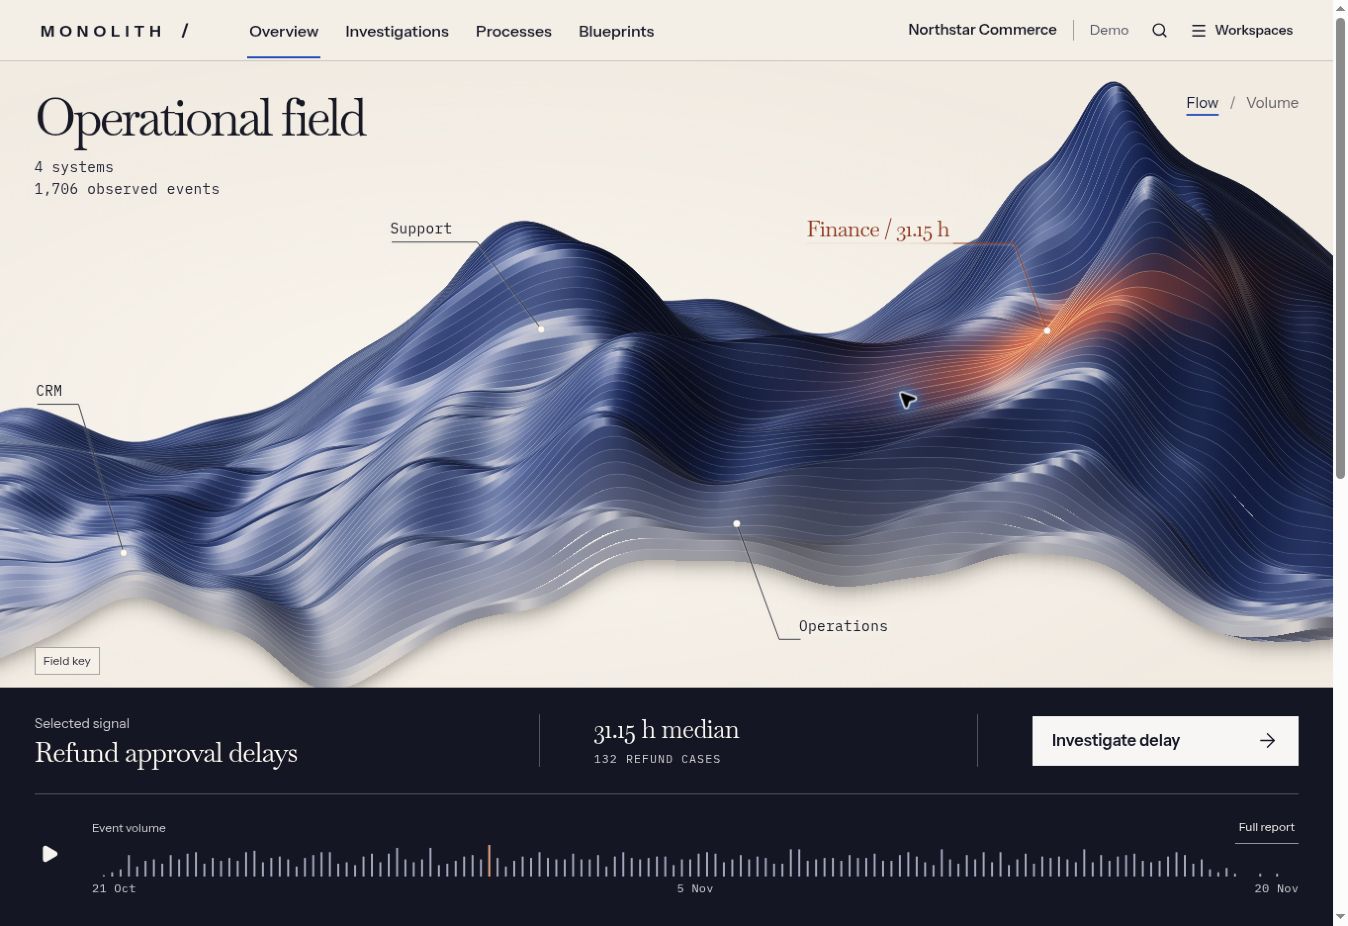 MONOLITH /
Overview
Investigations
Processes
Blueprints
Northstar Commerce
Demo
Workspaces
Operational field
4 systems
1,706 observed events
Flow / Volume
Support
Finance / 31.15 h
CRM
Operations
Field key
Selected signal
Refund approval delays
31.15 h median
132 REFUND CASES
Investigate delay
Event volume
Full report
21 Oct
5 Nov
20 Nov